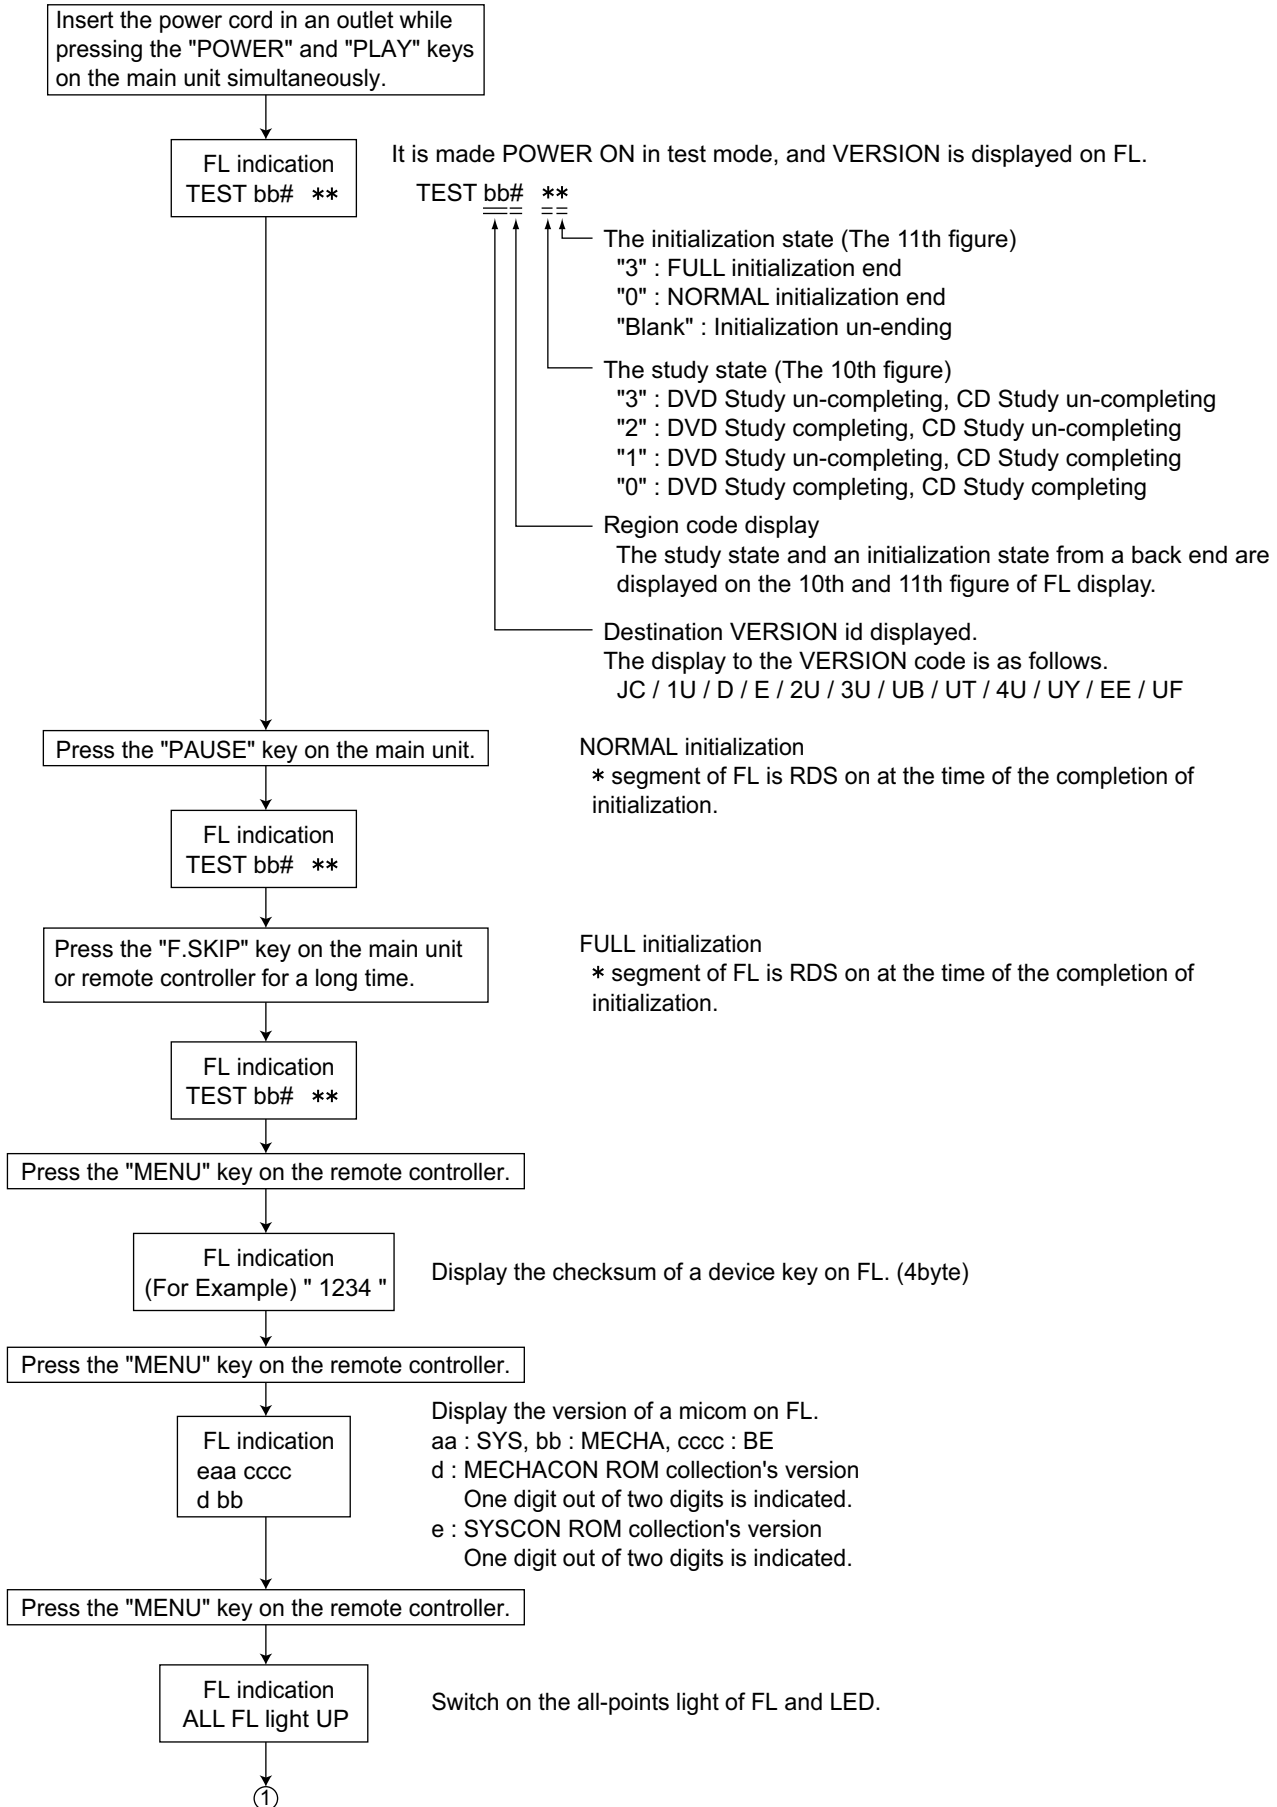 Insert the power cord in an outlet while
pressing the "POWER" and "PLAY" keys
on the main unit simultaneously.
FL indication
TEST bb# **
It is made POWER ON in test mode, and VERSION is displayed on FL.
TEST bb# **
The initialization state (The 11th figure)
"3" : FULL initialization end
"0" : NORMAL initialization end
"Blank" : Initialization un-ending
The study state (The 10th figure)
"3" : DVD Study un-completing, CD Study un-completing
"2" : DVD Study completing, CD Study un-completing
"1" : DVD Study un-completing, CD Study completing
"0" : DVD Study completing, CD Study completing
Region code display
The study state and an initialization state from a back end are
displayed on the 10th and 11th figure of FL display.
Destination VERSION id displayed.
The display to the VERSION code is as follows.
JC / 1U / D / E / 2U / 3U / UB / UT / 4U / UY / EE / UF
Press the "PAUSE" key on the main unit.
NORMAL initialization
* segment of FL is RDS on at the time of the completion of
initialization.
FL indication
TEST bb# **
Press the "F.SKIP" key on the main unit
or remote controller for a long time.
FULL initialization
* segment of FL is RDS on at the time of the completion of
initialization.
FL indication
TEST bb# **
Press the "MENU" key on the remote controller.
FL indication
(For Example) " 1234 "
Display the checksum of a device key on FL. (4byte)
Press the "MENU" key on the remote controller.
FL indication
eaa cccc
d bb
Display the version of a micom on FL.
aa : SYS, bb : MECHA, cccc : BE
d : MECHACON ROM collection's version
One digit out of two digits is indicated.
e : SYSCON ROM collection's version
One digit out of two digits is indicated.
Press the "MENU" key on the remote controller.
FL indication
ALL FL light UP
Switch on the all-points light of FL and LED.
1